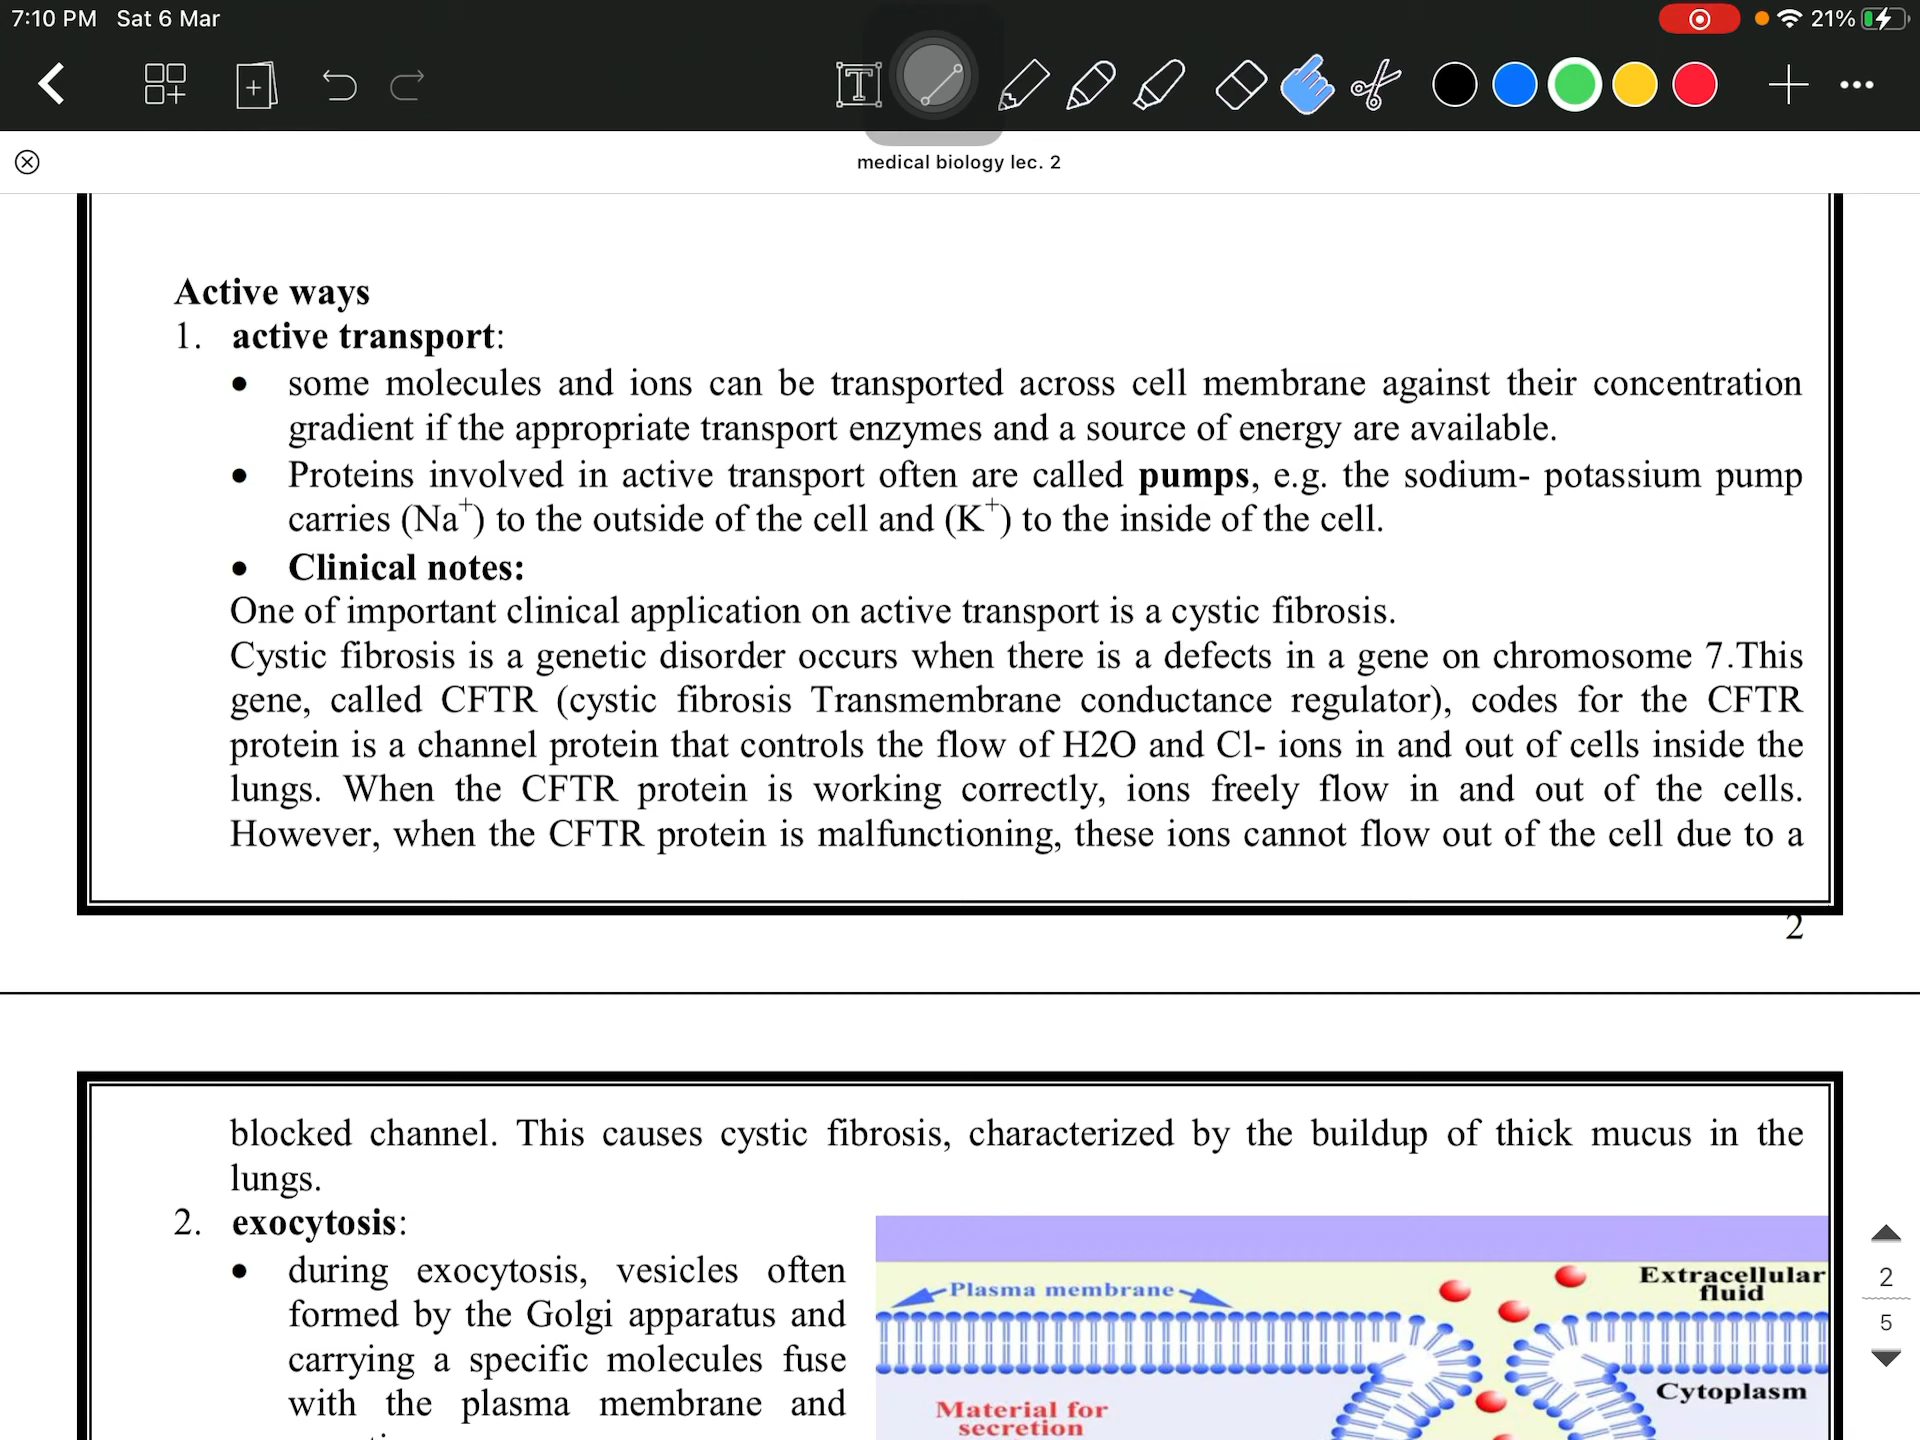 7:10 PM Sat 6 Mar
21%
T
medical biology lec. 2
Active ways
1. active transport:
• some molecules and ions can be transported across cell membrane against their concentration
gradient if the appropriate transport enzymes and a source of energy are available.
• Proteins involved in active transport often are called pumps, e.g. the sodium- potassium pump
carries (Na⁺) to the outside of the cell and (K⁺) to the inside of the cell.
• Clinical notes:
One of important clinical application on active transport is a cystic fibrosis.
Cystic fibrosis is a genetic disorder occurs when there is a defects in a gene on chromosome 7.This
gene, called CFTR (cystic fibrosis Transmembrane conductance regulator), codes for the CFTR
protein is a channel protein that controls the flow of H2O and Cl- ions in and out of cells inside the
lungs. When the CFTR protein is working correctly, ions freely flow in and out of the cells.
However, when the CFTR protein is malfunctioning, these ions cannot flow out of the cell due to a
2
blocked channel. This causes cystic fibrosis, characterized by the buildup of thick mucus in the
lungs.
2. exocytosis:
• during exocytosis, vesicles often
formed by the Golgi apparatus and
carrying a specific molecules fuse
with the plasma membrane and
Plasma membrane
Extracellular
fluid
Cytoplasm
Material for
secretion
2
5